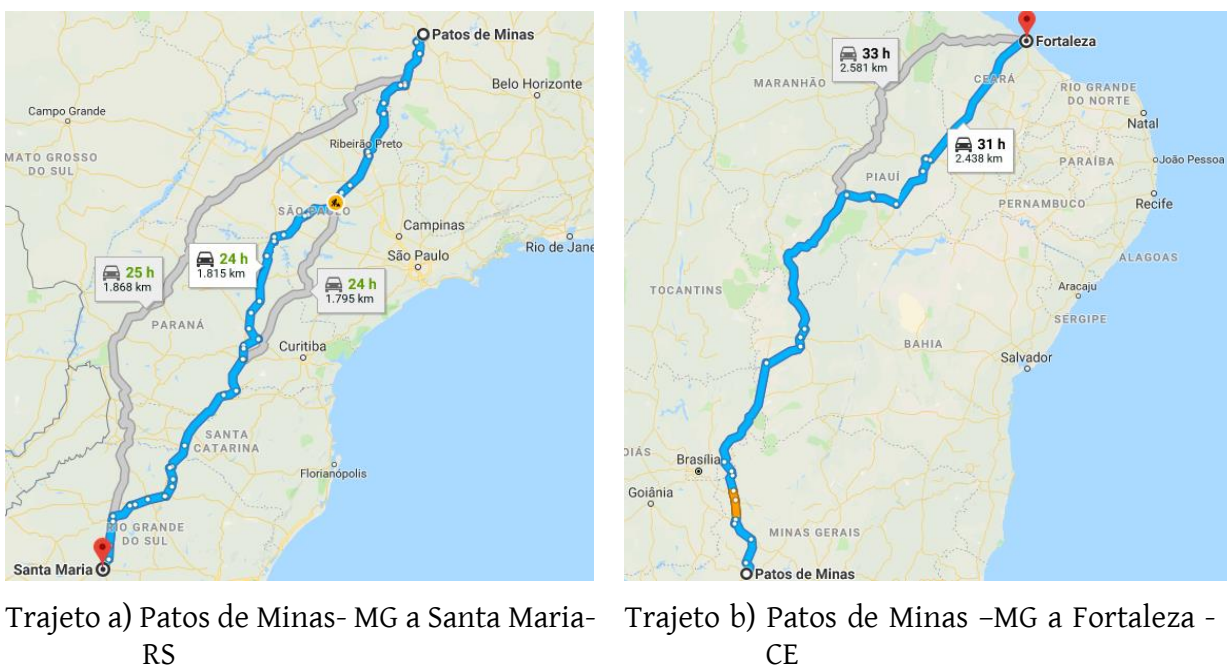 Patos de Minas
Belo Horizonte
Campo Grande
Ribeirão Preto
MATO GROSSO
DO SUL
SÃO PAULO
Campinas
São Paulo
Rio de Jane
24 h
1.815 km
25 h
1.868 km
24 h
1.795 km
PARANÁ
Curitiba
SANTA
CATARINA
Florianópolis
RIO GRANDE
DO SUL
Santa Maria
Fortaleza
33 h
2.581 km
MARANHÃO
CEARÁ
RIO GRANDE
DO NORTE
Natal
31 h
2.438 km
PARAÍBA
João Pessoa
PIAUÍ
PERNAMBUCO
Recife
ALAGOAS
TOCANTINS
Aracaju
SERGIPE
BAHIA
Salvador
OIÁS
Brasília
Goiânia
MINAS GERAIS
Patos de Minas
Trajeto a) Patos de Minas- MG a Santa Maria-
RS
Trajeto b) Patos de Minas –MG a Fortaleza -
CE